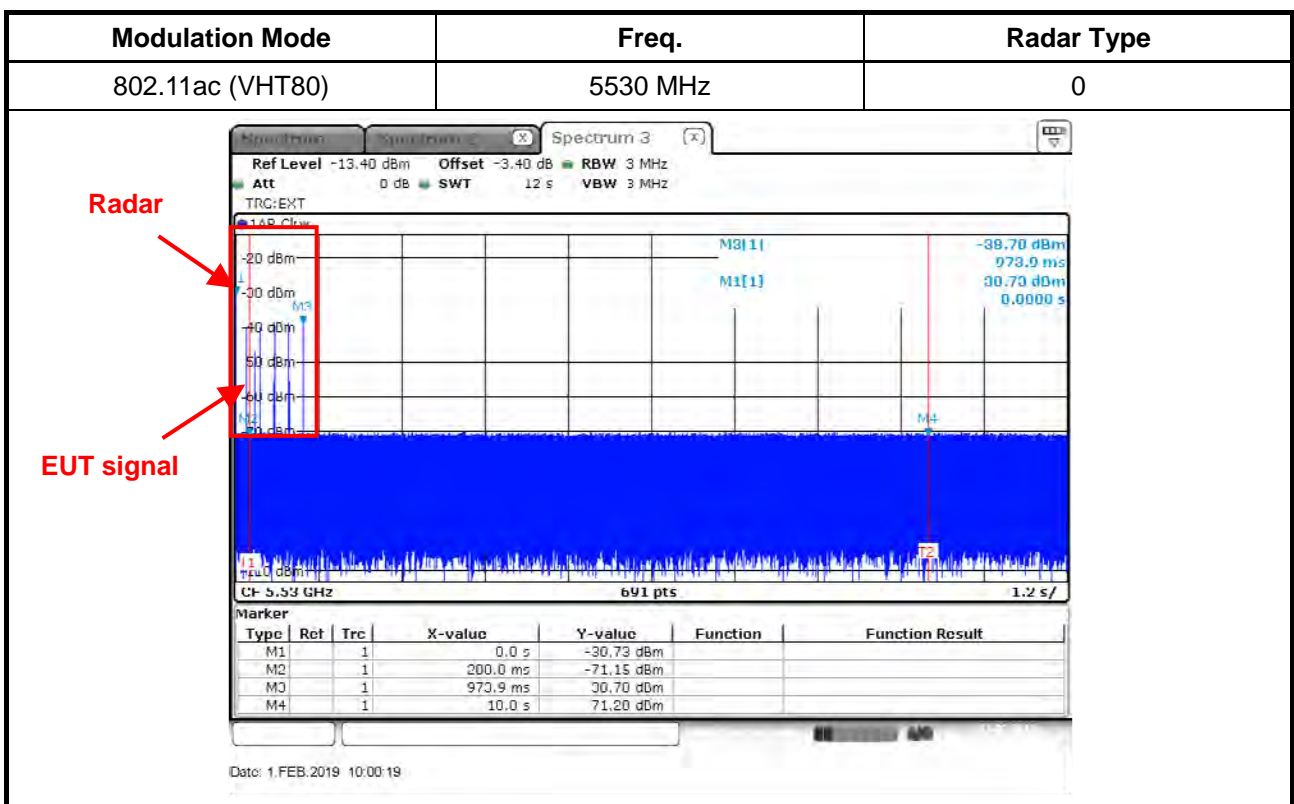 Modulation Mode Freq. Radar Type
802.11ac (VHT80) 5530 MHz 0
Spectrum 3
Ref Level -13.40 dBm Offset -3.40 dB RBW 3 MHz
Att 0 dB SWT 12 s VBW 3 MHz
TRG:EXT
Radar
M3[1] -38.70 dBm
973.9 ms
M1[1] 30.73 dBm
0.0000 s
-20 dBm
-30 dBm
M3
-40 dBm
50 dBm
-60 dBm
M2 M4
EUT signal
T1 T2
CF 5.53 GHz 691 pts 1.2 s/
Marker
Type Ref Trc X-value Y-value Function Function Result
M1 1 0.0 s -30.73 dBm
M2 1 200.0 ms -71.15 dBm
M3 1 973.9 ms 30.70 dBm
M4 1 10.0 s 71.20 dBm
Date: 1.FEB.2019 10:00:19